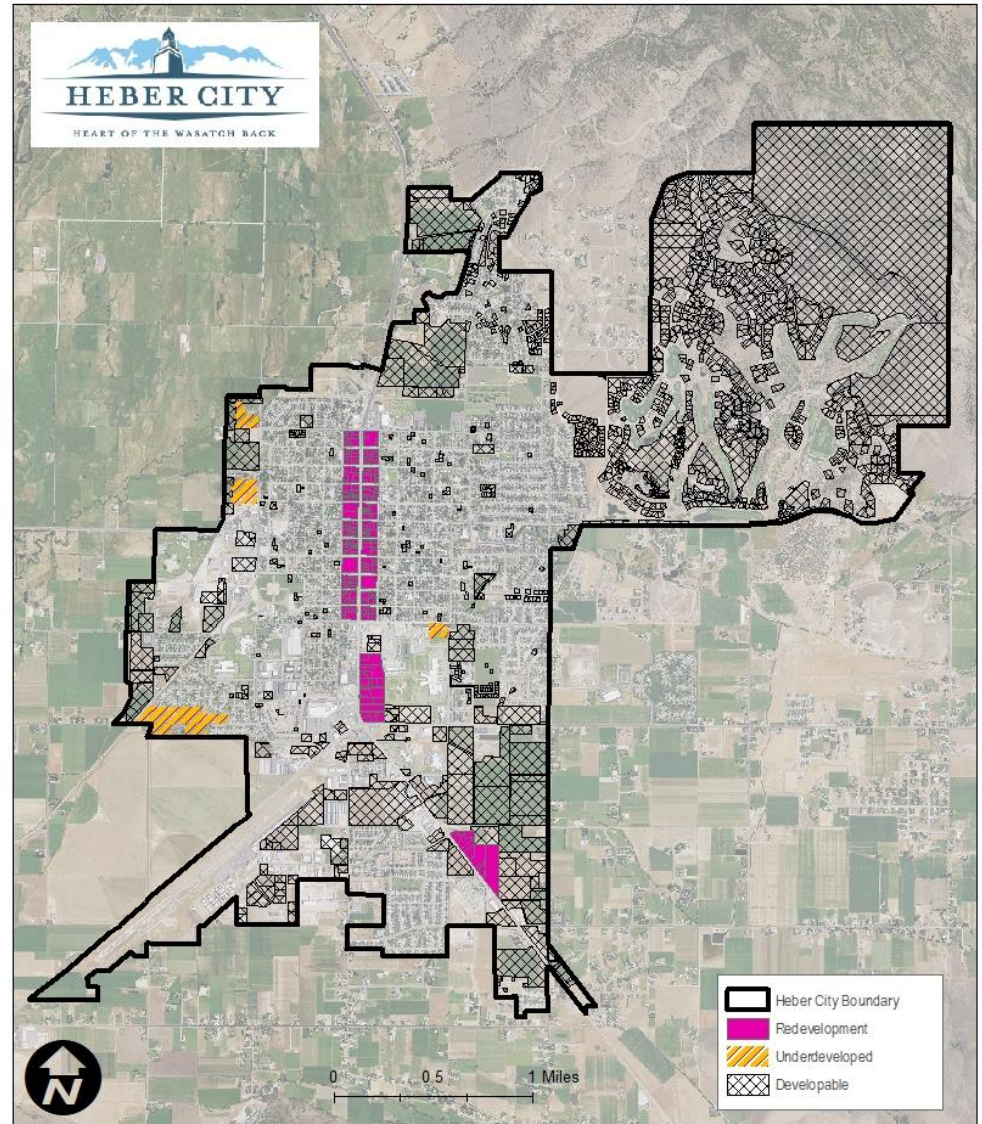 HEBER CITY
HEART OF THE WASATCH BACK
Heber City Boundary
Redevelopment
Underdeveloped
Developable
N
0 0.5 1 Miles